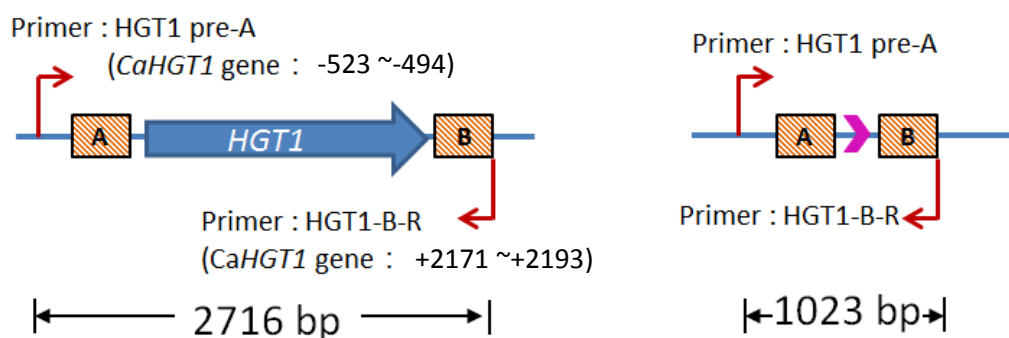 Primer : HGT1 pre-A
(CaHGT1 gene : -523 ~-494)
A
HGT1
B
Primer : HGT1-B-R
(CaHGT1 gene : +2171 ~+2193)
2716 bp
Primer : HGT1 pre-A
A
B
Primer : HGT1-B-R
1023 bp